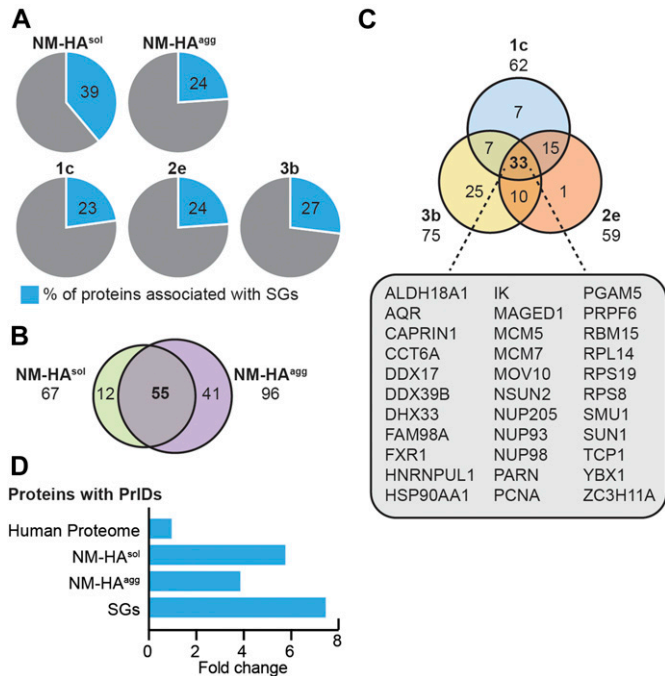 A
NM-HAsol
NM-HAagg
39
24
1c
2e
3b
23
24
27
% of proteins associated with SGs
B
NM-HAsol
67
12
55
41
NM-HAagg
96
C
1c
62
7
7
15
33
25
10
1
3b
75
2e
59
ALDH18A1 IK PGAM5
AQR MAGED1 PRPF6
CAPRIN1 MCM5 RBM15
CCT6A MCM7 RPL14
DDX17 MOV10 RPS19
DDX39B NSUN2 RPS8
DHX33 NUP205 SMU1
FAM98A NUP93 SUN1
FXR1 NUP98 TCP1
HNRNPUL1 PARN YBX1
HSP90AA1 PCNA ZC3H11A
D
Proteins with PrIDs
Human Proteome
NM-HAsol
NM-HAagg
SGs
0 2 4 6 8
Fold change